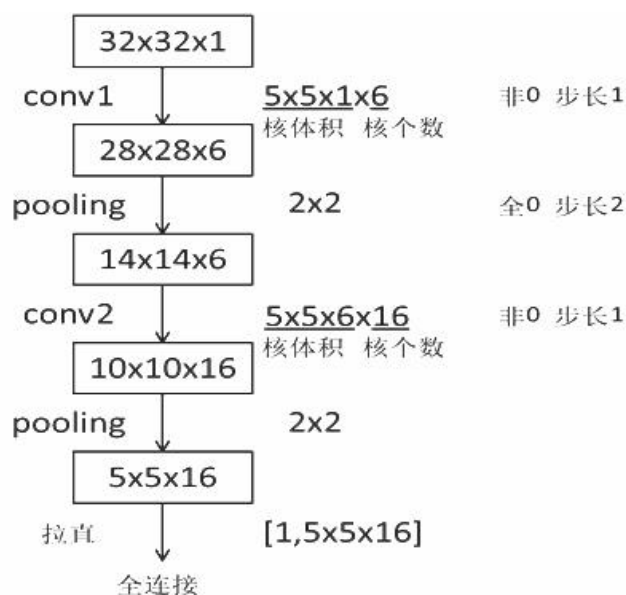 32x32x1
conv1 5x5x1x6 非0 步长1
核体积 核个数
28x28x6
pooling 2x2 全0 步长2
14x14x6
conv2 5x5x6x16 非0 步长1
核体积 核个数
10x10x16
pooling 2x2
5x5x16
拉直 [1,5x5x16]
全连接